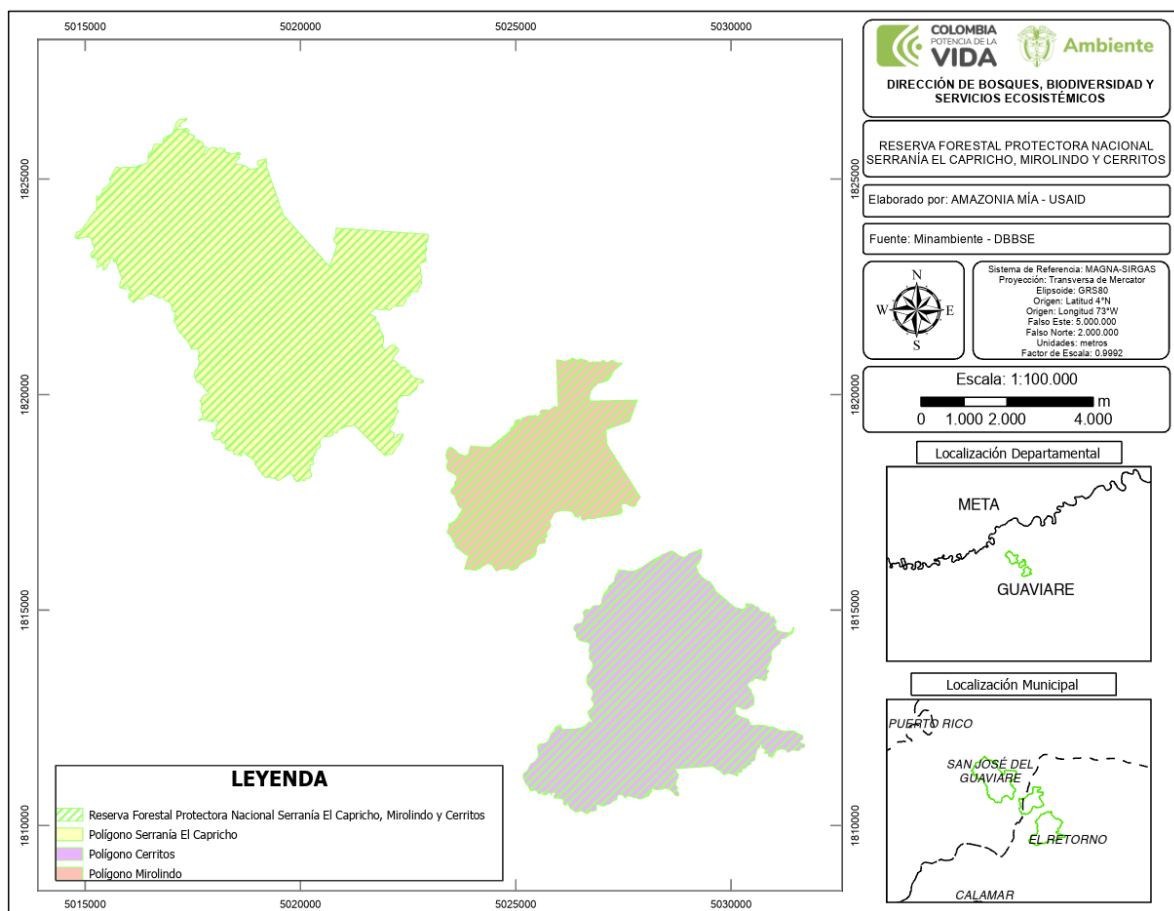 5015000
5020000
5025000
5030000
1825000
1820000
1815000
1810000
1825000
1820000
1815000
1810000
LEYENDA
Reserva Forestal Protectora Nacional Serranía El Capricho, Mirolindo y Cerritos
Polígono Serranía El Capricho
Polígono Cerritos
Polígono Mirolindo
5015000
5020000
5025000
5030000
COLOMBIA
POTENCIA DE LA
VIDA
Ambiente
DIRECCIÓN DE BOSQUES, BIODIVERSIDAD Y
SERVICIOS ECOSISTÉMICOS
RESERVA FORESTAL PROTECTORA NACIONAL
SERRANÍA EL CAPRICHO, MIROLINDO Y CERRITOS
Elaborado por: AMAZONIA MÍA - USAID
Fuente: Minambiente - DBBSE
N
W
E
S
Sistema de Referencia: MAGNA-SIRGAS
Proyección: Transversa de Mercator
Elipsoide: GRS80
Origen: Latitud 4°N
Origen: Longitud 73°W
Falso Este: 5.000.000
Falso Norte: 2.000.000
Unidades: metros
Factor de Escala: 0.9992
Escala: 1:100.000
m
0 1.000 2.000 4.000
Localización Departamental
META
GUAVIARE
Localización Municipal
PUERTO RICO
SAN JOSÉ DEL
GUAVIARE
EL RETORNO
CALAMAR